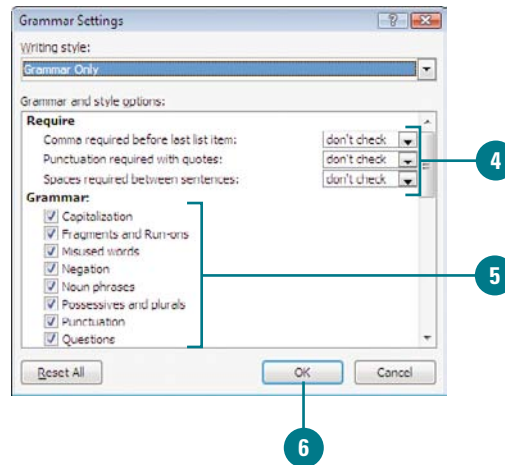 Grammar Settings
Writing style:
Grammar Only
Grammar and style options:
Require
Comma required before last list item: don't check
Punctuation required with quotes: don't check
Spaces required between sentences: don't check
4
Grammar:
Capitalization
Fragments and Run-ons
Misused words
Negation
5
Noun phrases
Possessives and plurals
Punctuation
Questions
Reset All OK Cancel
6